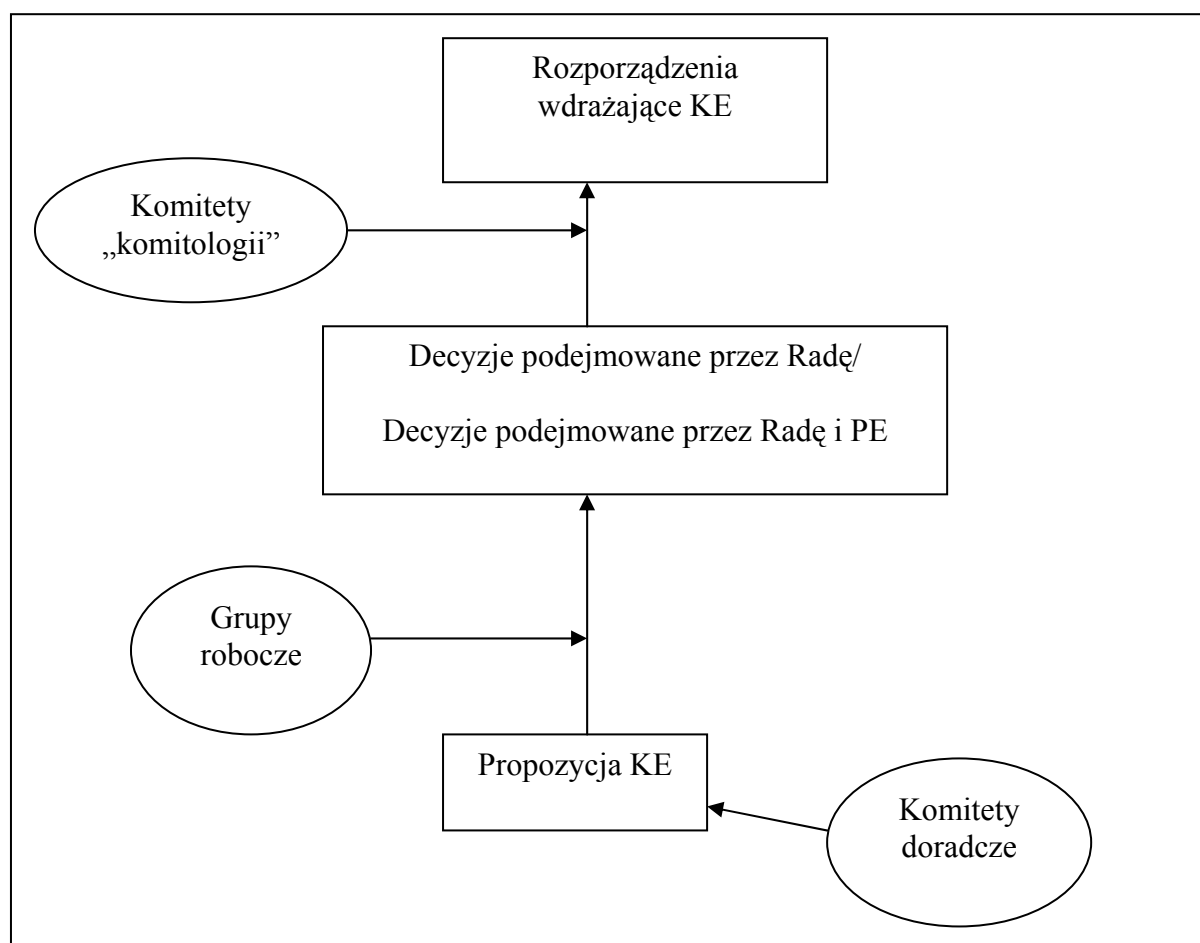 Rozporządzenia
wdrażające KE
Komitety
„komitologii”
Decyzje podejmowane przez Radę/
Decyzje podejmowane przez Radę i PE
Grupy
robocze
Propozycja KE
Komitety
doradcze